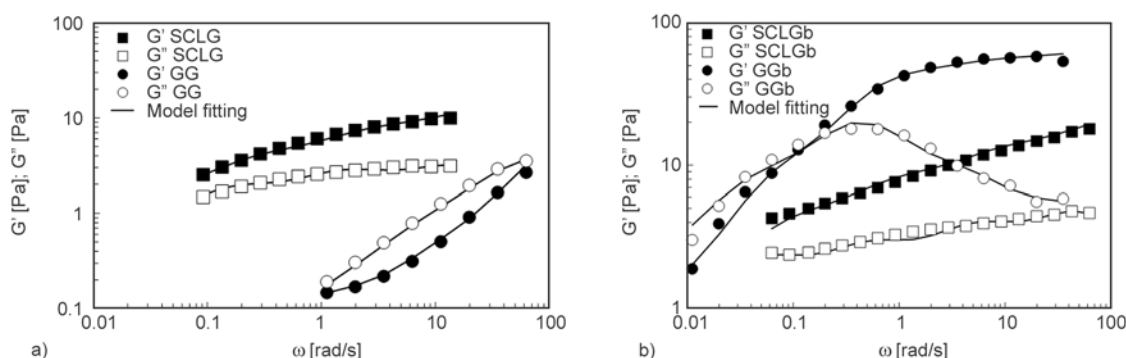 100
10
1
0.1
G' [Pa]; G" [Pa]
G' SCLG
G" SCLG
G' GG
G" GG
Model fitting
0.01
0.1
1
10
100
ω [rad/s]
a)
100
10
1
G' [Pa]; G" [Pa]
G' SCLGb
G" SCLGb
G' GGb
G" GGb
Model fitting
0.01
0.1
1
10
100
ω [rad/s]
b)